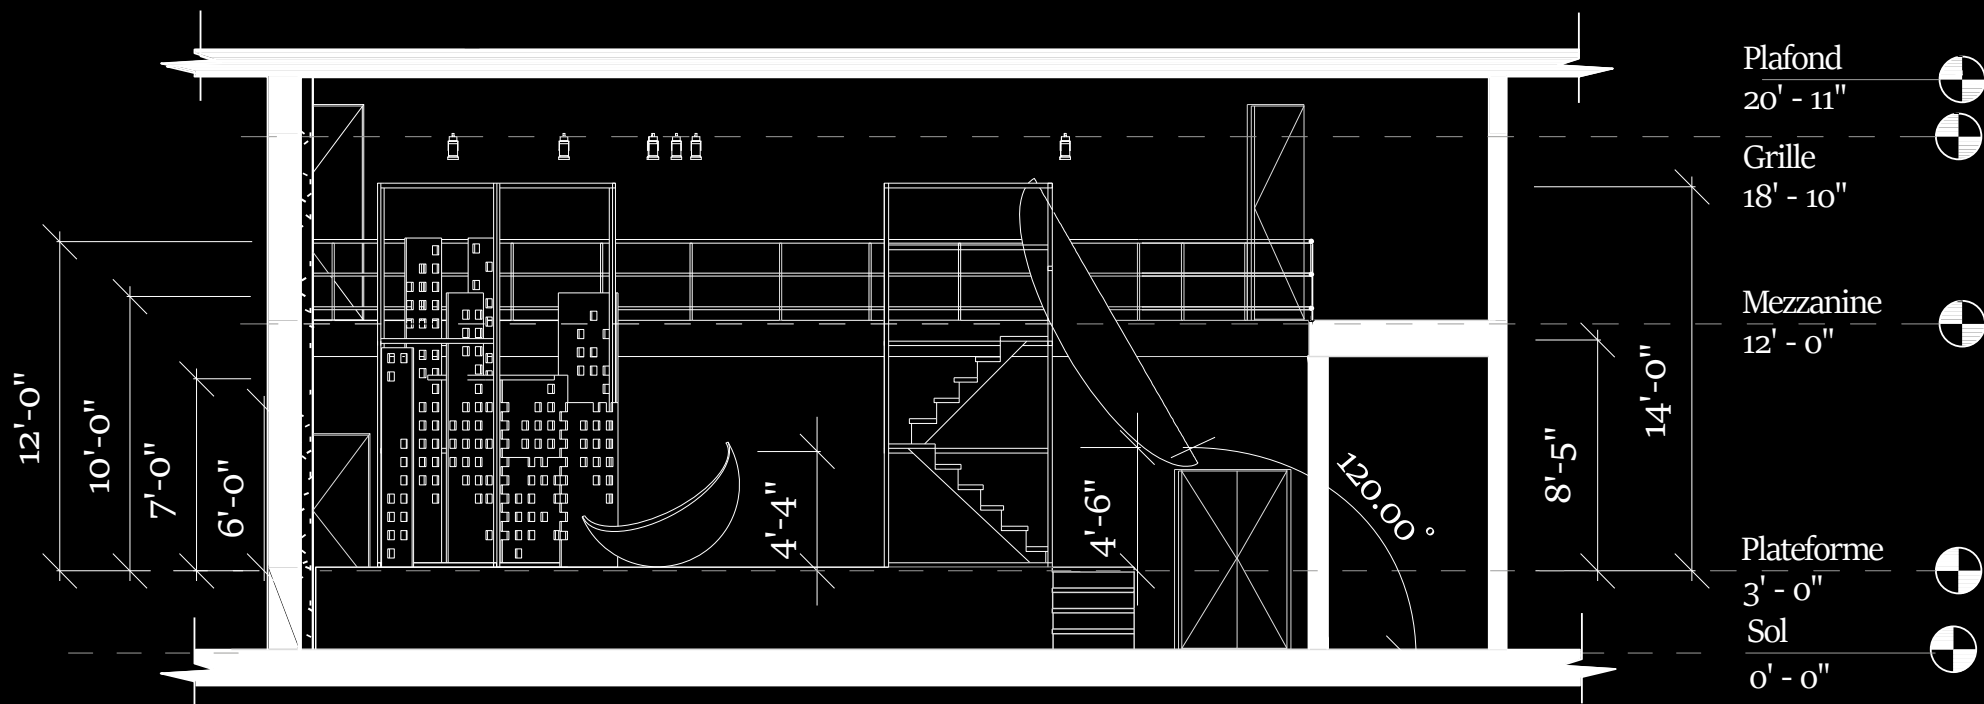 Plafond
20' - 11"
Grille
18' - 10"
Mezzanine
12' - 0"
Plateforme
3' - 0"
Sol
0' - 0"
12'-0"
10'-0"
7'-0"
6'-0"
4'-4"
4'-6"
120.00 °
8'-5"
14'-0"